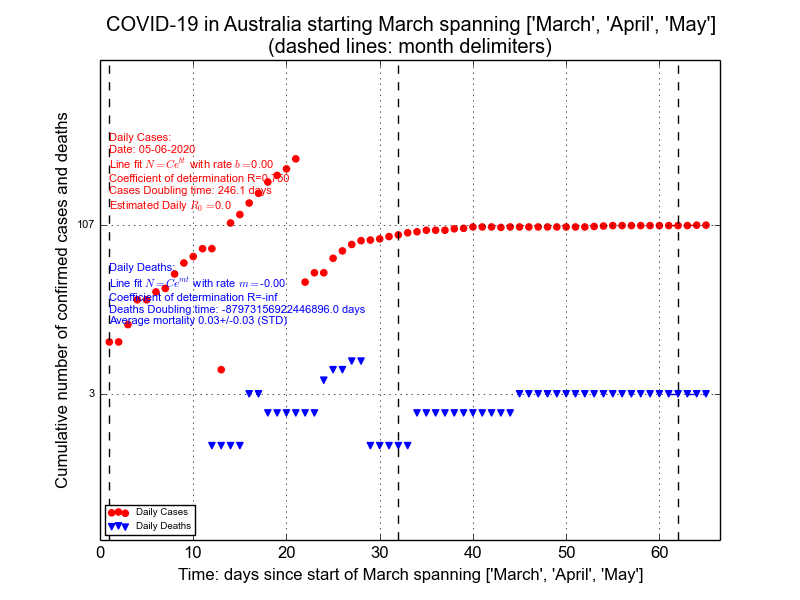 COVID-19 in Australia starting March spanning ['March', 'April', 'May']
(dashed lines: month delimiters)
Cumulative number of confirmed cases and deaths
107
3
Daily Cases:
Date: 05-06-2020
Line fit N=Ce^{bt} with rate b=0.00
Coefficient of determination R=0.750
Cases Doubling time: 246.1 days
Estimated Daily R_0=0.0
Daily Deaths:
Line fit N=Ce^{mt} with rate m=-0.00
Coefficient of determination R=-inf
Deaths Doubling time: -87973156922446896.0 days
Average mortality 0.03+/-0.03 (STD)
Daily Cases
Daily Deaths
0 10 20 30 40 50 60
Time: days since start of March spanning ['March', 'April', 'May']